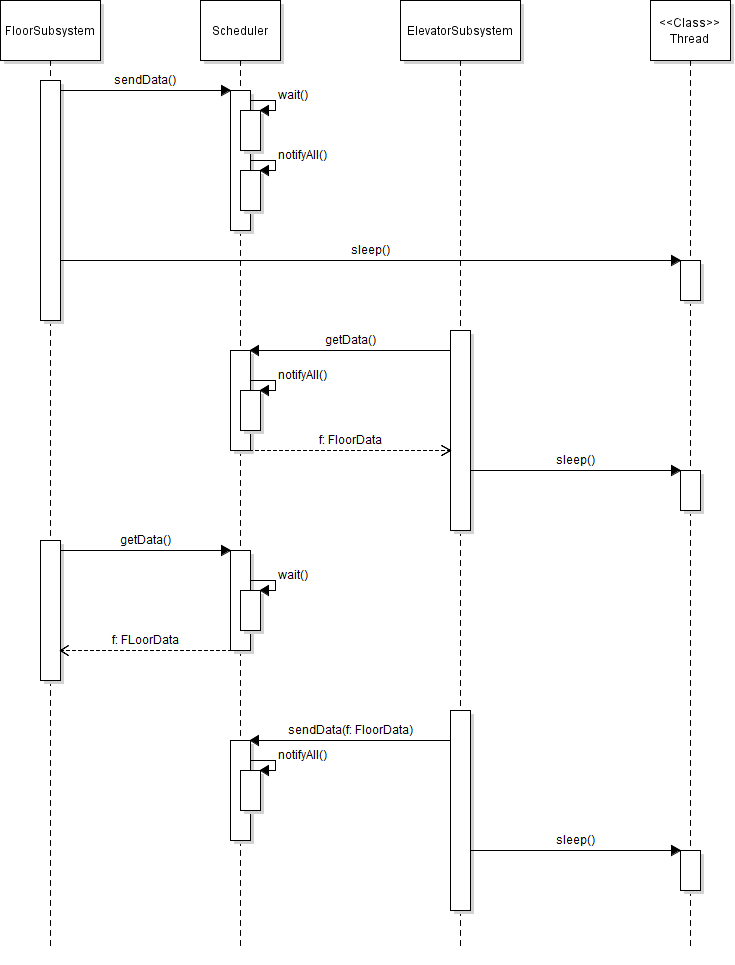 FloorSubsystem
Scheduler
ElevatorSubsystem
<<Class>>
Thread
sendData()
wait()
notifyAll()
sleep()
getData()
notifyAll()
f: FloorData
sleep()
getData()
wait()
f: FLoorData
sendData(f: FloorData)
notifyAll()
sleep()